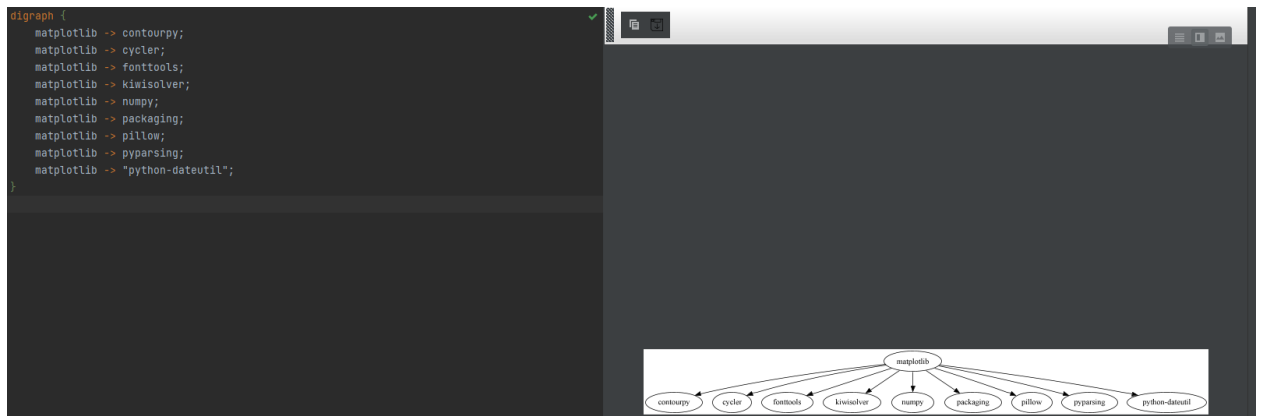 digraph {
matplotlib -> contourpy;
matplotlib -> cycler;
matplotlib -> fonttools;
matplotlib -> kiwisolver;
matplotlib -> numpy;
matplotlib -> packaging;
matplotlib -> pillow;
matplotlib -> pyparsing;
matplotlib -> "python-dateutil";
}
matplotlib
contourpy cycler fonttools kiwisolver numpy packaging pillow pyparsing python-dateutil